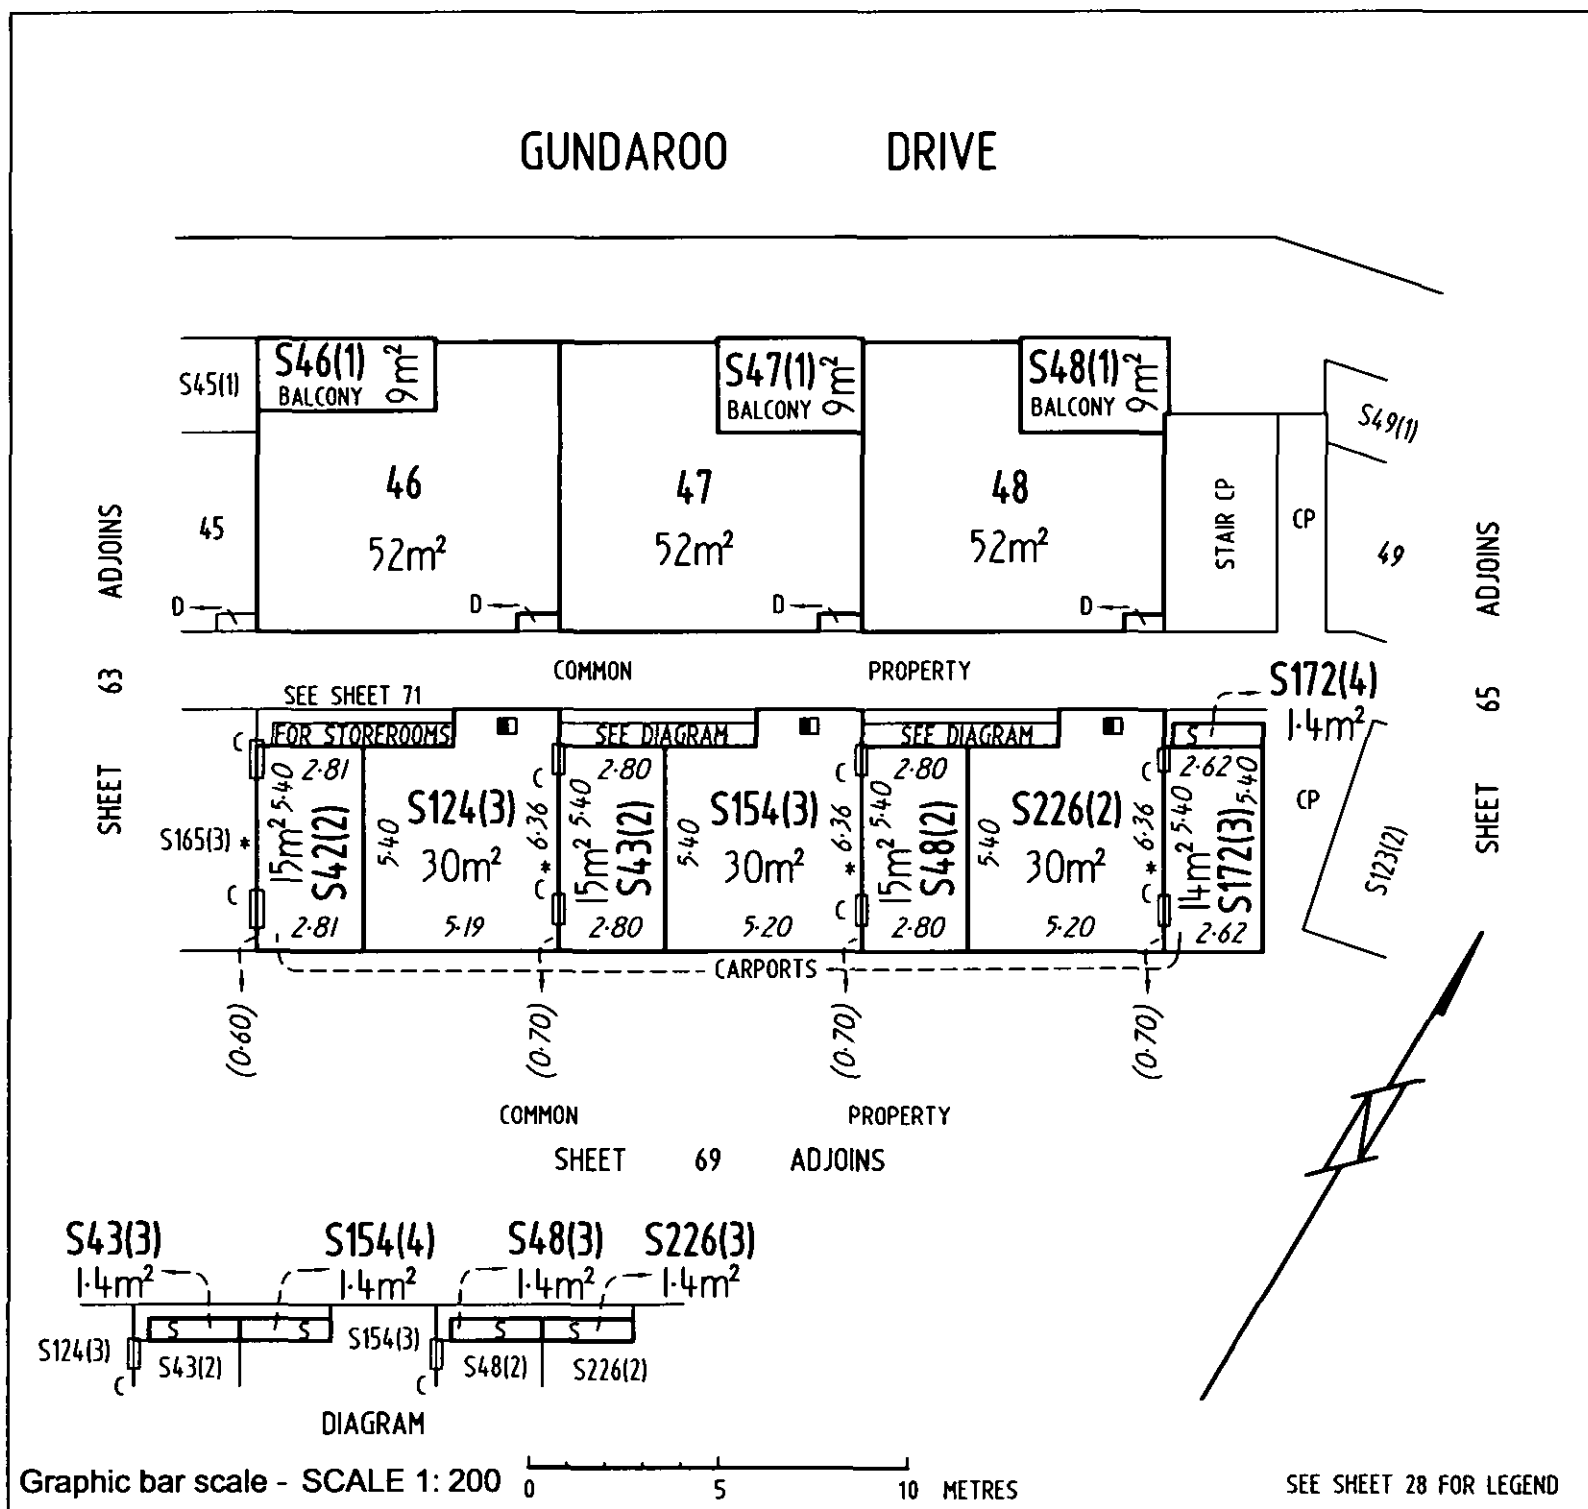 GUNDAROO DRIVE
S45(1)
S46(1)
BALCONY
9m²
S47(1)
BALCONY
9m²
S48(1)
BALCONY
9m²
S49(1)
45
46
52m²
47
52m²
48
52m²
STAIR CP
CP
49
D
D
D
D
SHEET 63 ADJOINS
SHEET 65 ADJOINS
COMMON PROPERTY
SEE SHEET 71
FOR STOREROOMS
SEE DIAGRAM
SEE DIAGRAM
S172(4)
1.4m²
S
C
C
C
C
2.81
2.80
2.80
2.62
S165(3) *
5.40
15m²
S42(2)
5.40
S124(3)
30m²
* 6.36
5.40
15m²
S43(2)
5.40
S154(3)
30m²
* 6.36
5.40
15m²
S48(2)
5.40
S226(2)
30m²
* 6.36
5.40
14m²
S172(3)
5.40
CP
S123(2)
C
C
C
C
2.81
5.19
2.80
5.20
2.80
5.20
2.62
CARPORTS
(0.60)
(0.70)
(0.70)
(0.70)
COMMON PROPERTY
SHEET 69 ADJOINS
S43(3)
1.4m²
S154(4)
1.4m²
S48(3)
1.4m²
S226(3)
1.4m²
S S S S
S124(3)
S43(2)
S154(3)
S48(2)
S226(2)
C
C
DIAGRAM
N
Graphic bar scale - SCALE 1: 200
0 5 10 METRES
SEE SHEET 28 FOR LEGEND